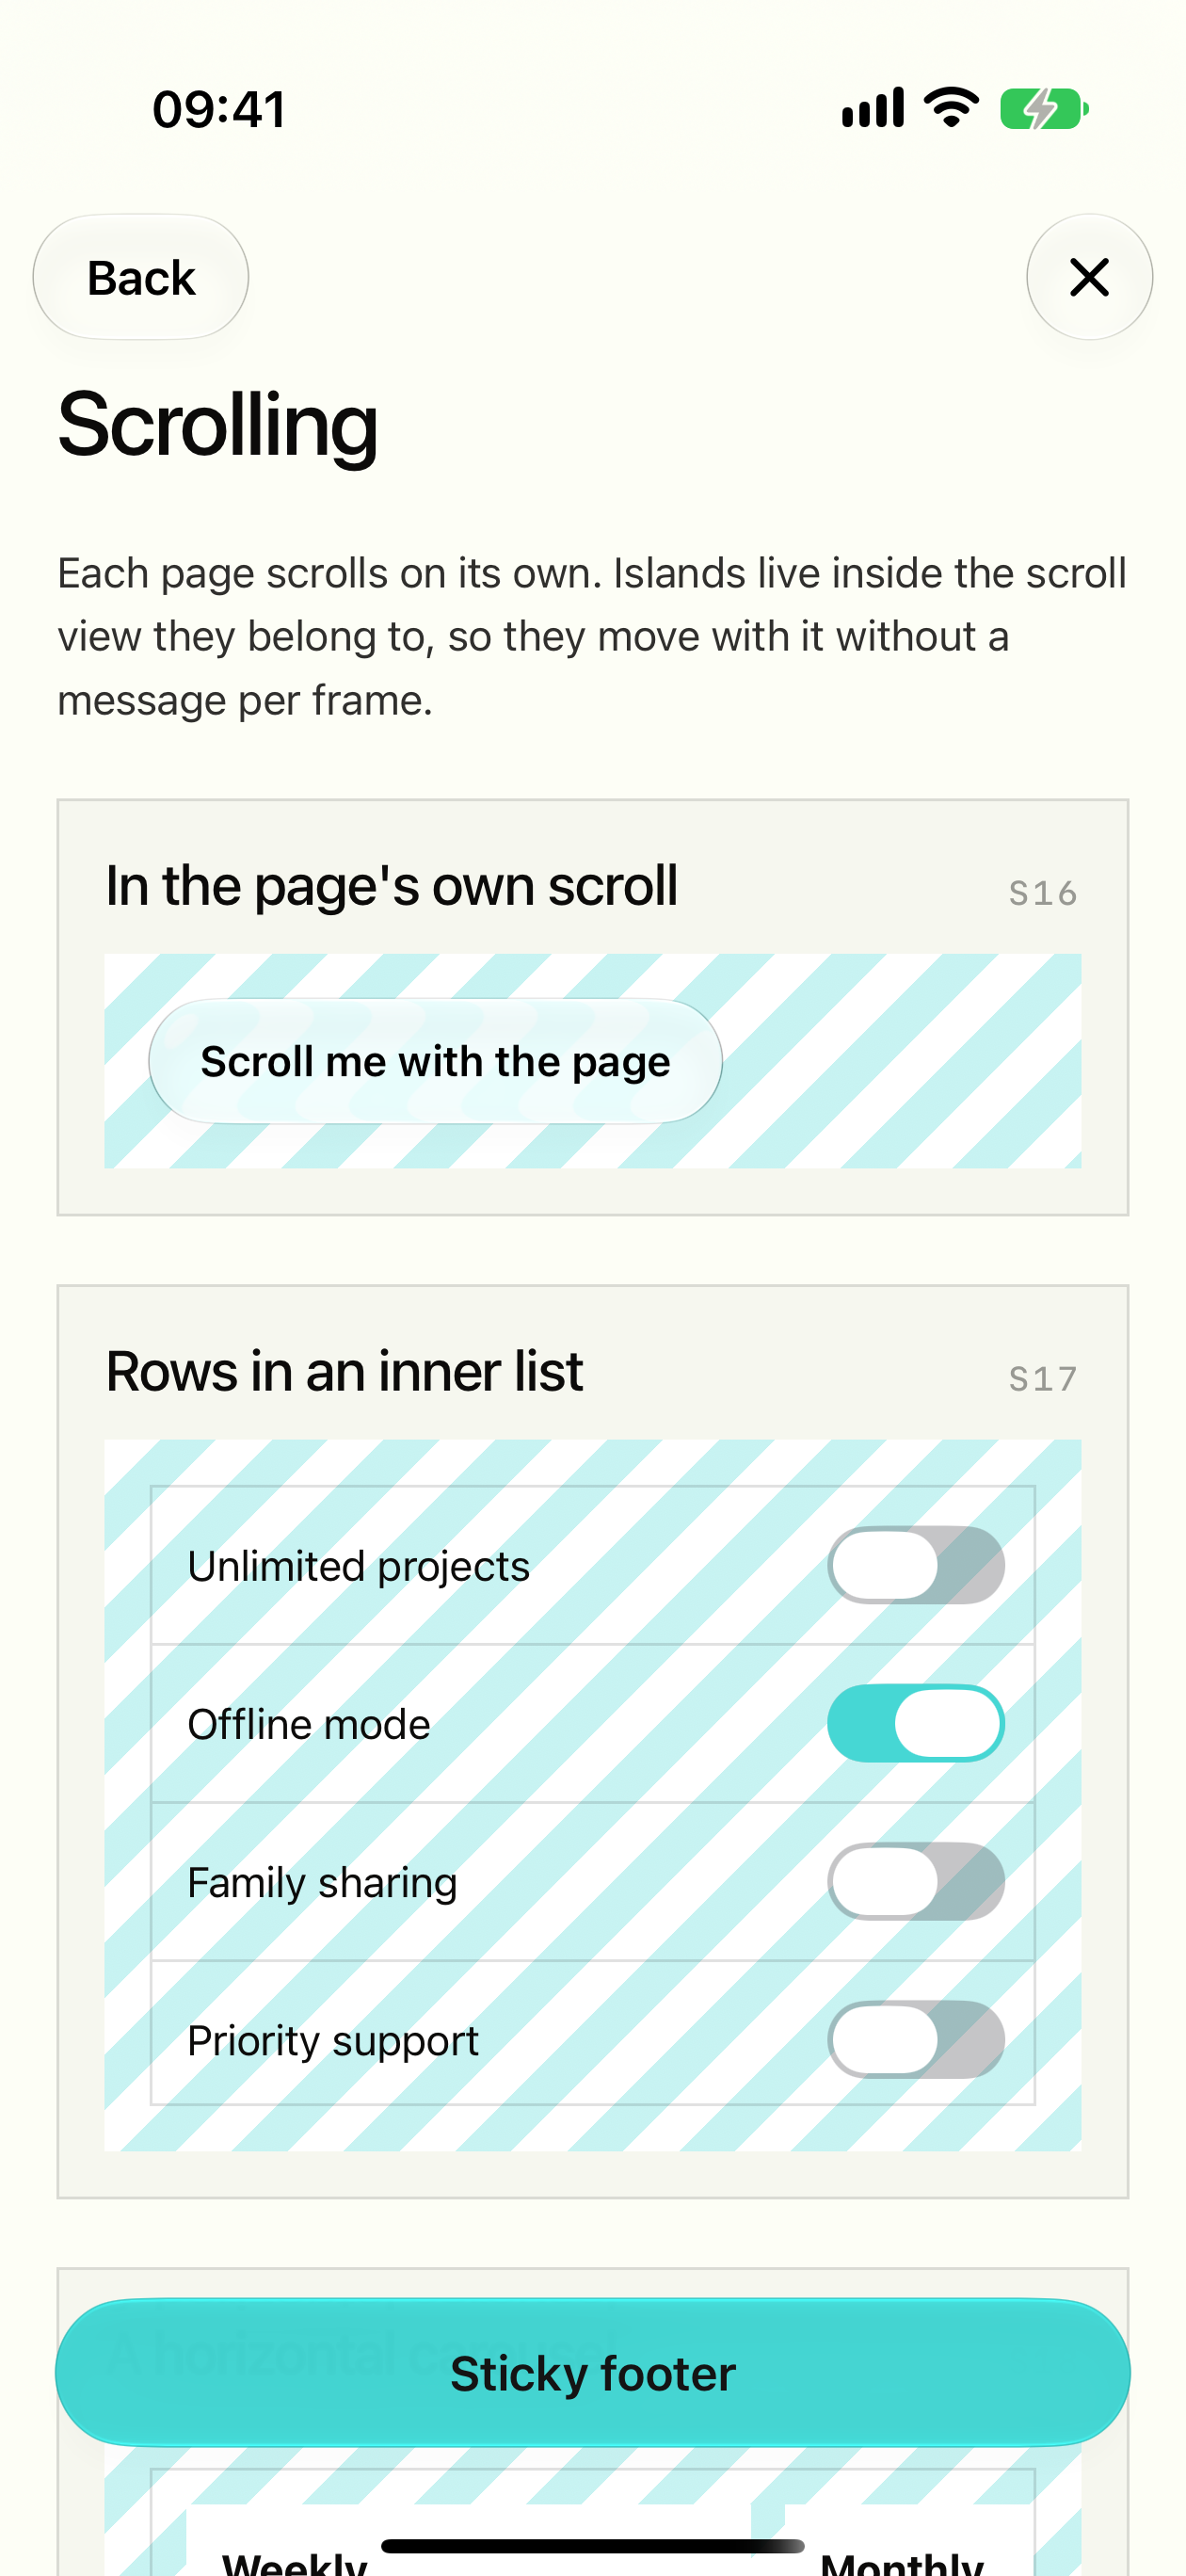 09:41
Back
Scrolling
Each page scrolls on its own. Islands live inside the scroll
view they belong to, so they move with it without a
message per frame.
In the page's own scroll
S16
Scroll me with the page
Rows in an inner list
S17
Unlimited projects
Offline mode
Family sharing
Priority support
A horizontal carousel
Sticky footer
Weekly
Monthly